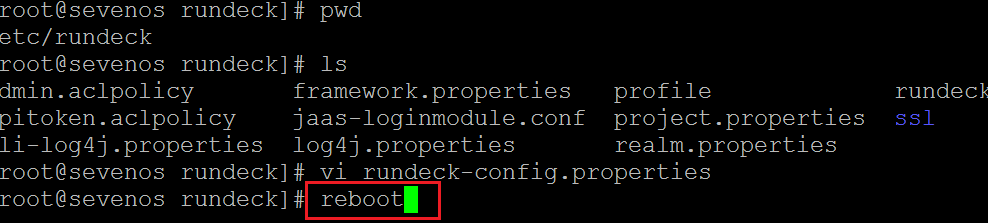 root@sevenos rundeck]# pwd
etc/rundeck
root@sevenos rundeck]# ls
dmin.aclpolicy framework.properties profile rundeck
pitoken.aclpolicy jaas-loginmodule.conf project.properties ssl
li-log4j.properties log4j.properties realm.properties
root@sevenos rundeck]# vi rundeck-config.properties
root@sevenos rundeck]# reboot